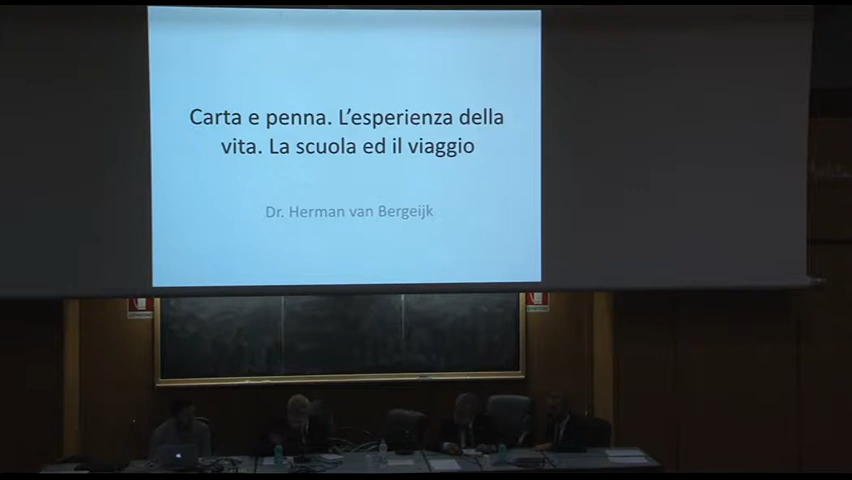 Carta e penna. L'esperienza della
vita. La scuola ed il viaggio
Dr. Herman van Bergeijk